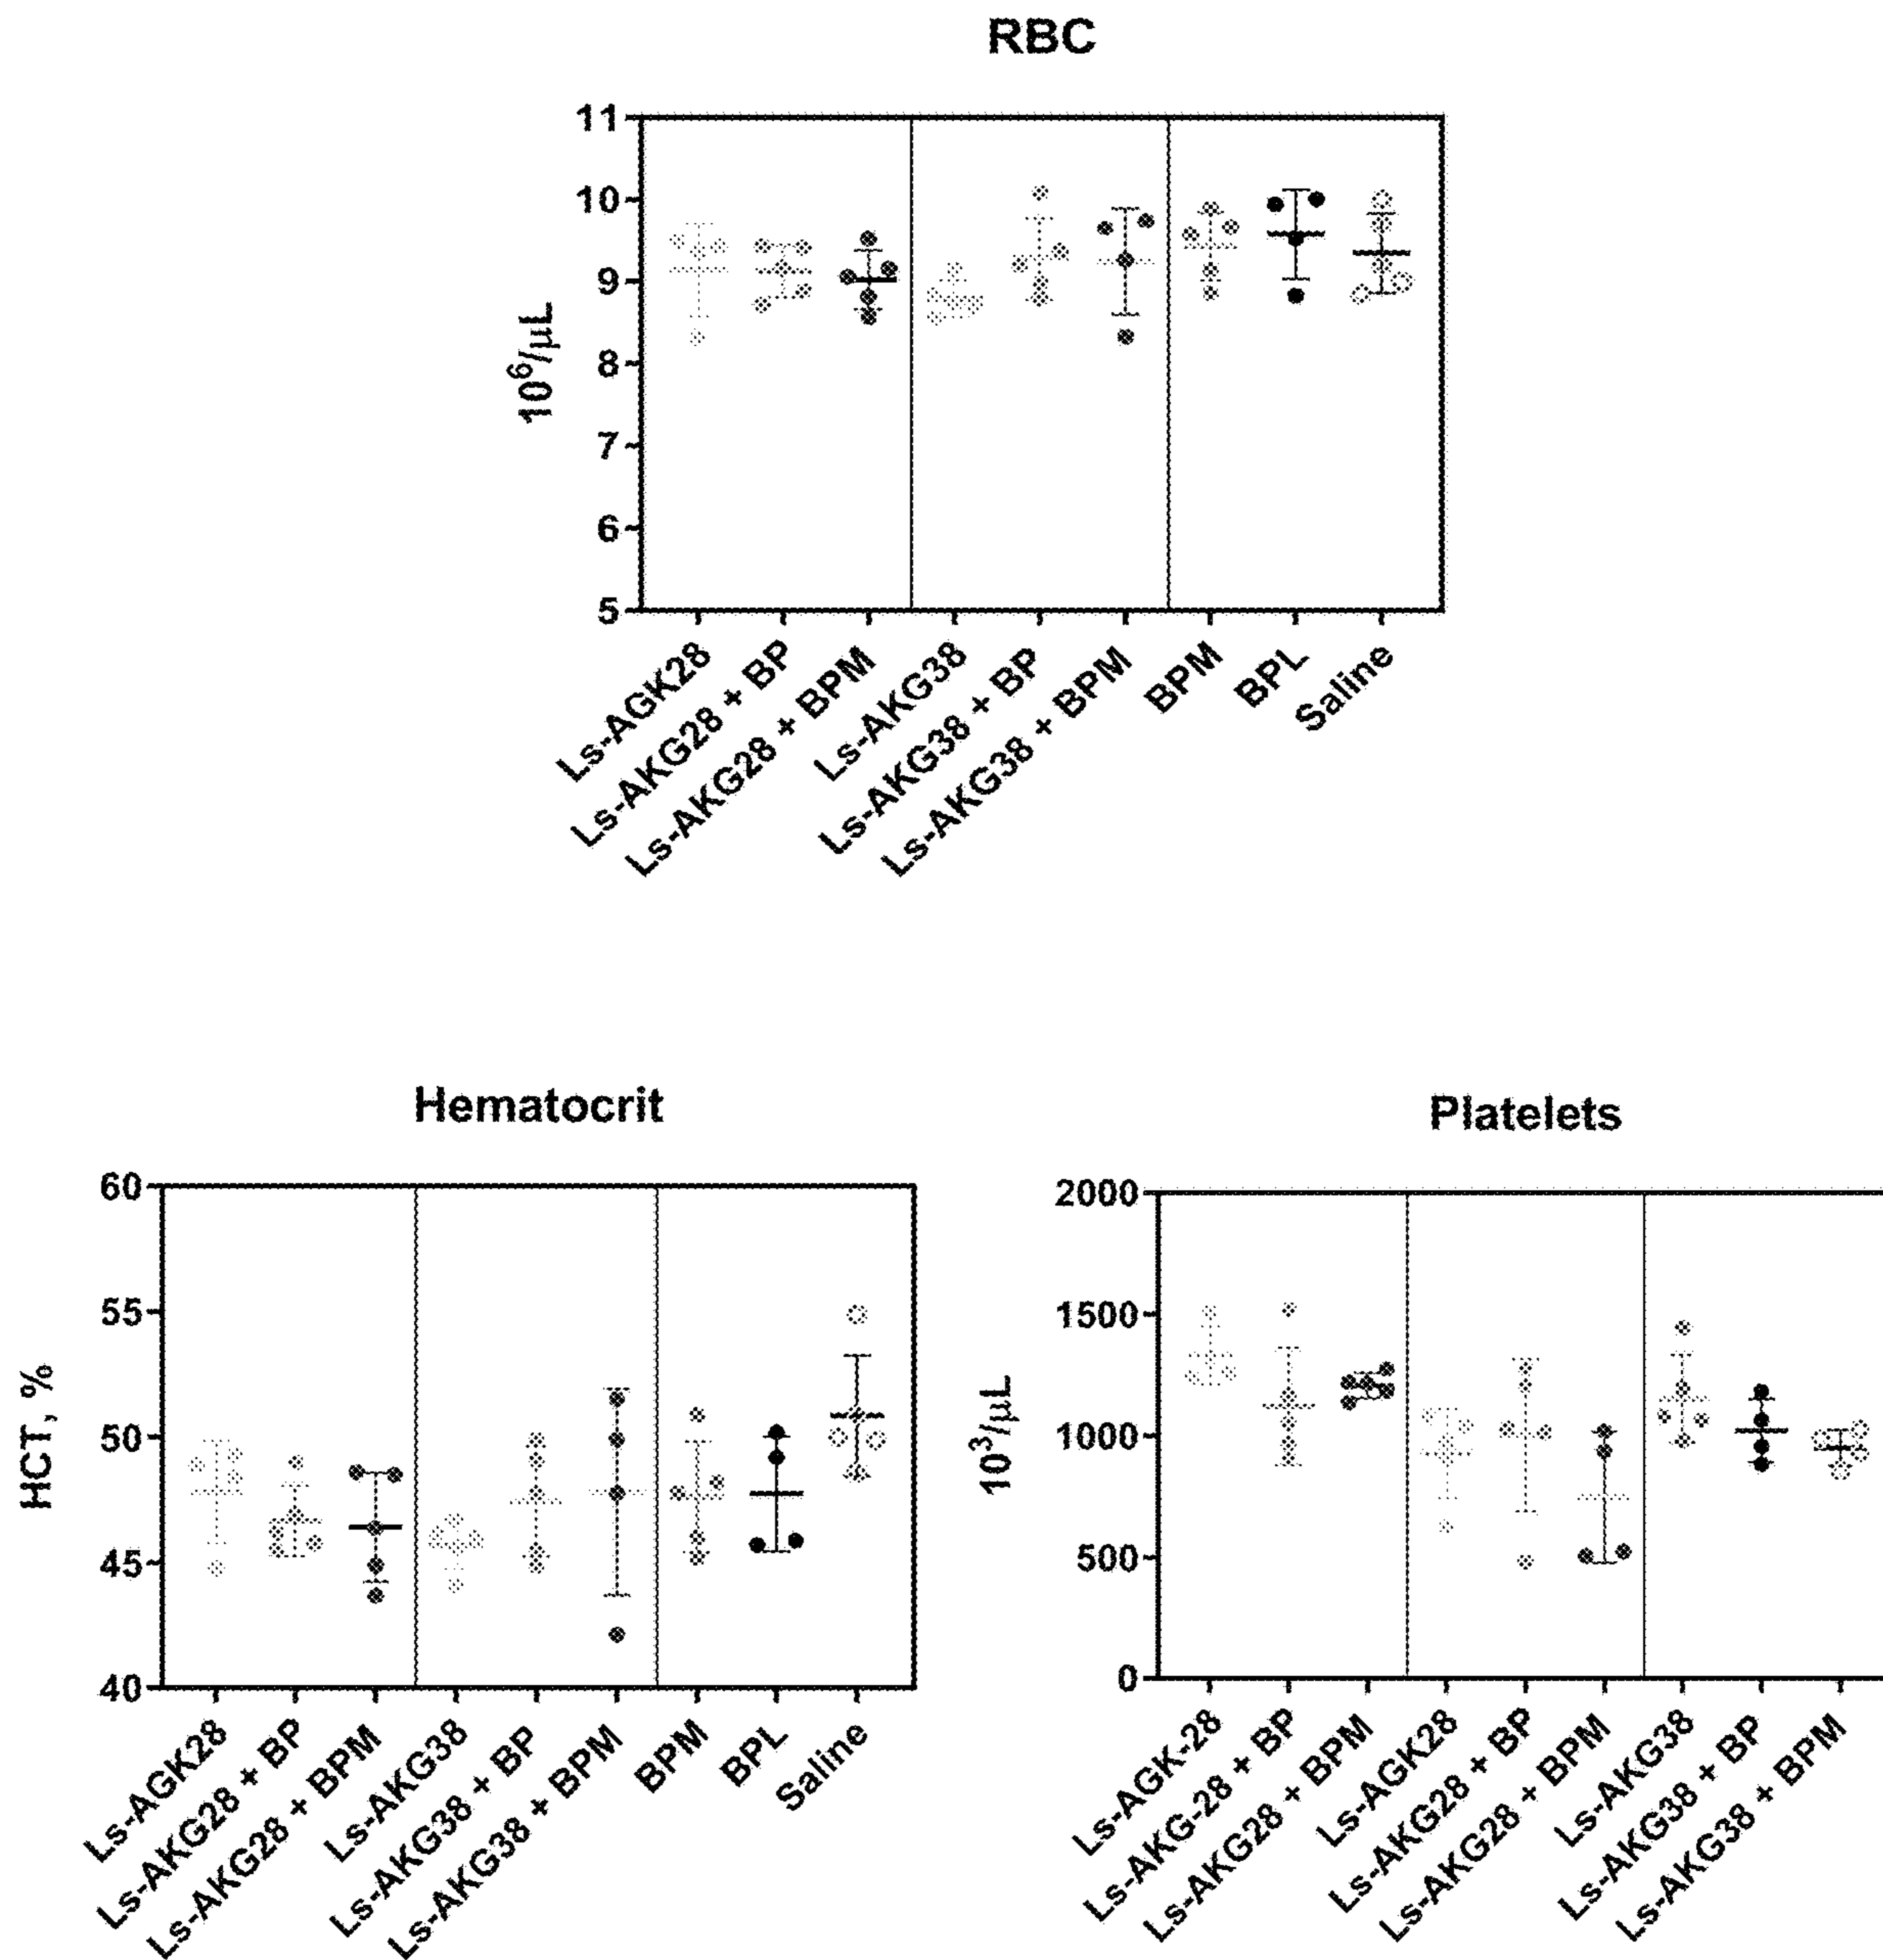 RBC
11
10
9
8
7
6
5
10⁶/μL
Ls-AGK28
Ls-AKG28 + BP
Ls-AKG28 + BPM
Ls-AKG38
Ls-AKG38 + BP
Ls-AKG38 + BPM
BPM
BPL
Saline
Hematocrit
60
55
50
45
40
HCT, %
Ls-AGK28
Ls-AKG28 + BP
Ls-AKG28 + BPM
Ls-AKG38
Ls-AKG38 + BP
Ls-AKG38 + BPM
BPM
BPL
Saline
Platelets
2000
1500
1000
500
0
10³/μL
Ls-AGK-28
Ls-AKG-28 + BP
Ls-AKG28 + BPM
Ls-AGK28
Ls-AKG28 + BP
Ls-AKG28 + BPM
Ls-AKG38
Ls-AKG38 + BP
Ls-AKG38 + BPM